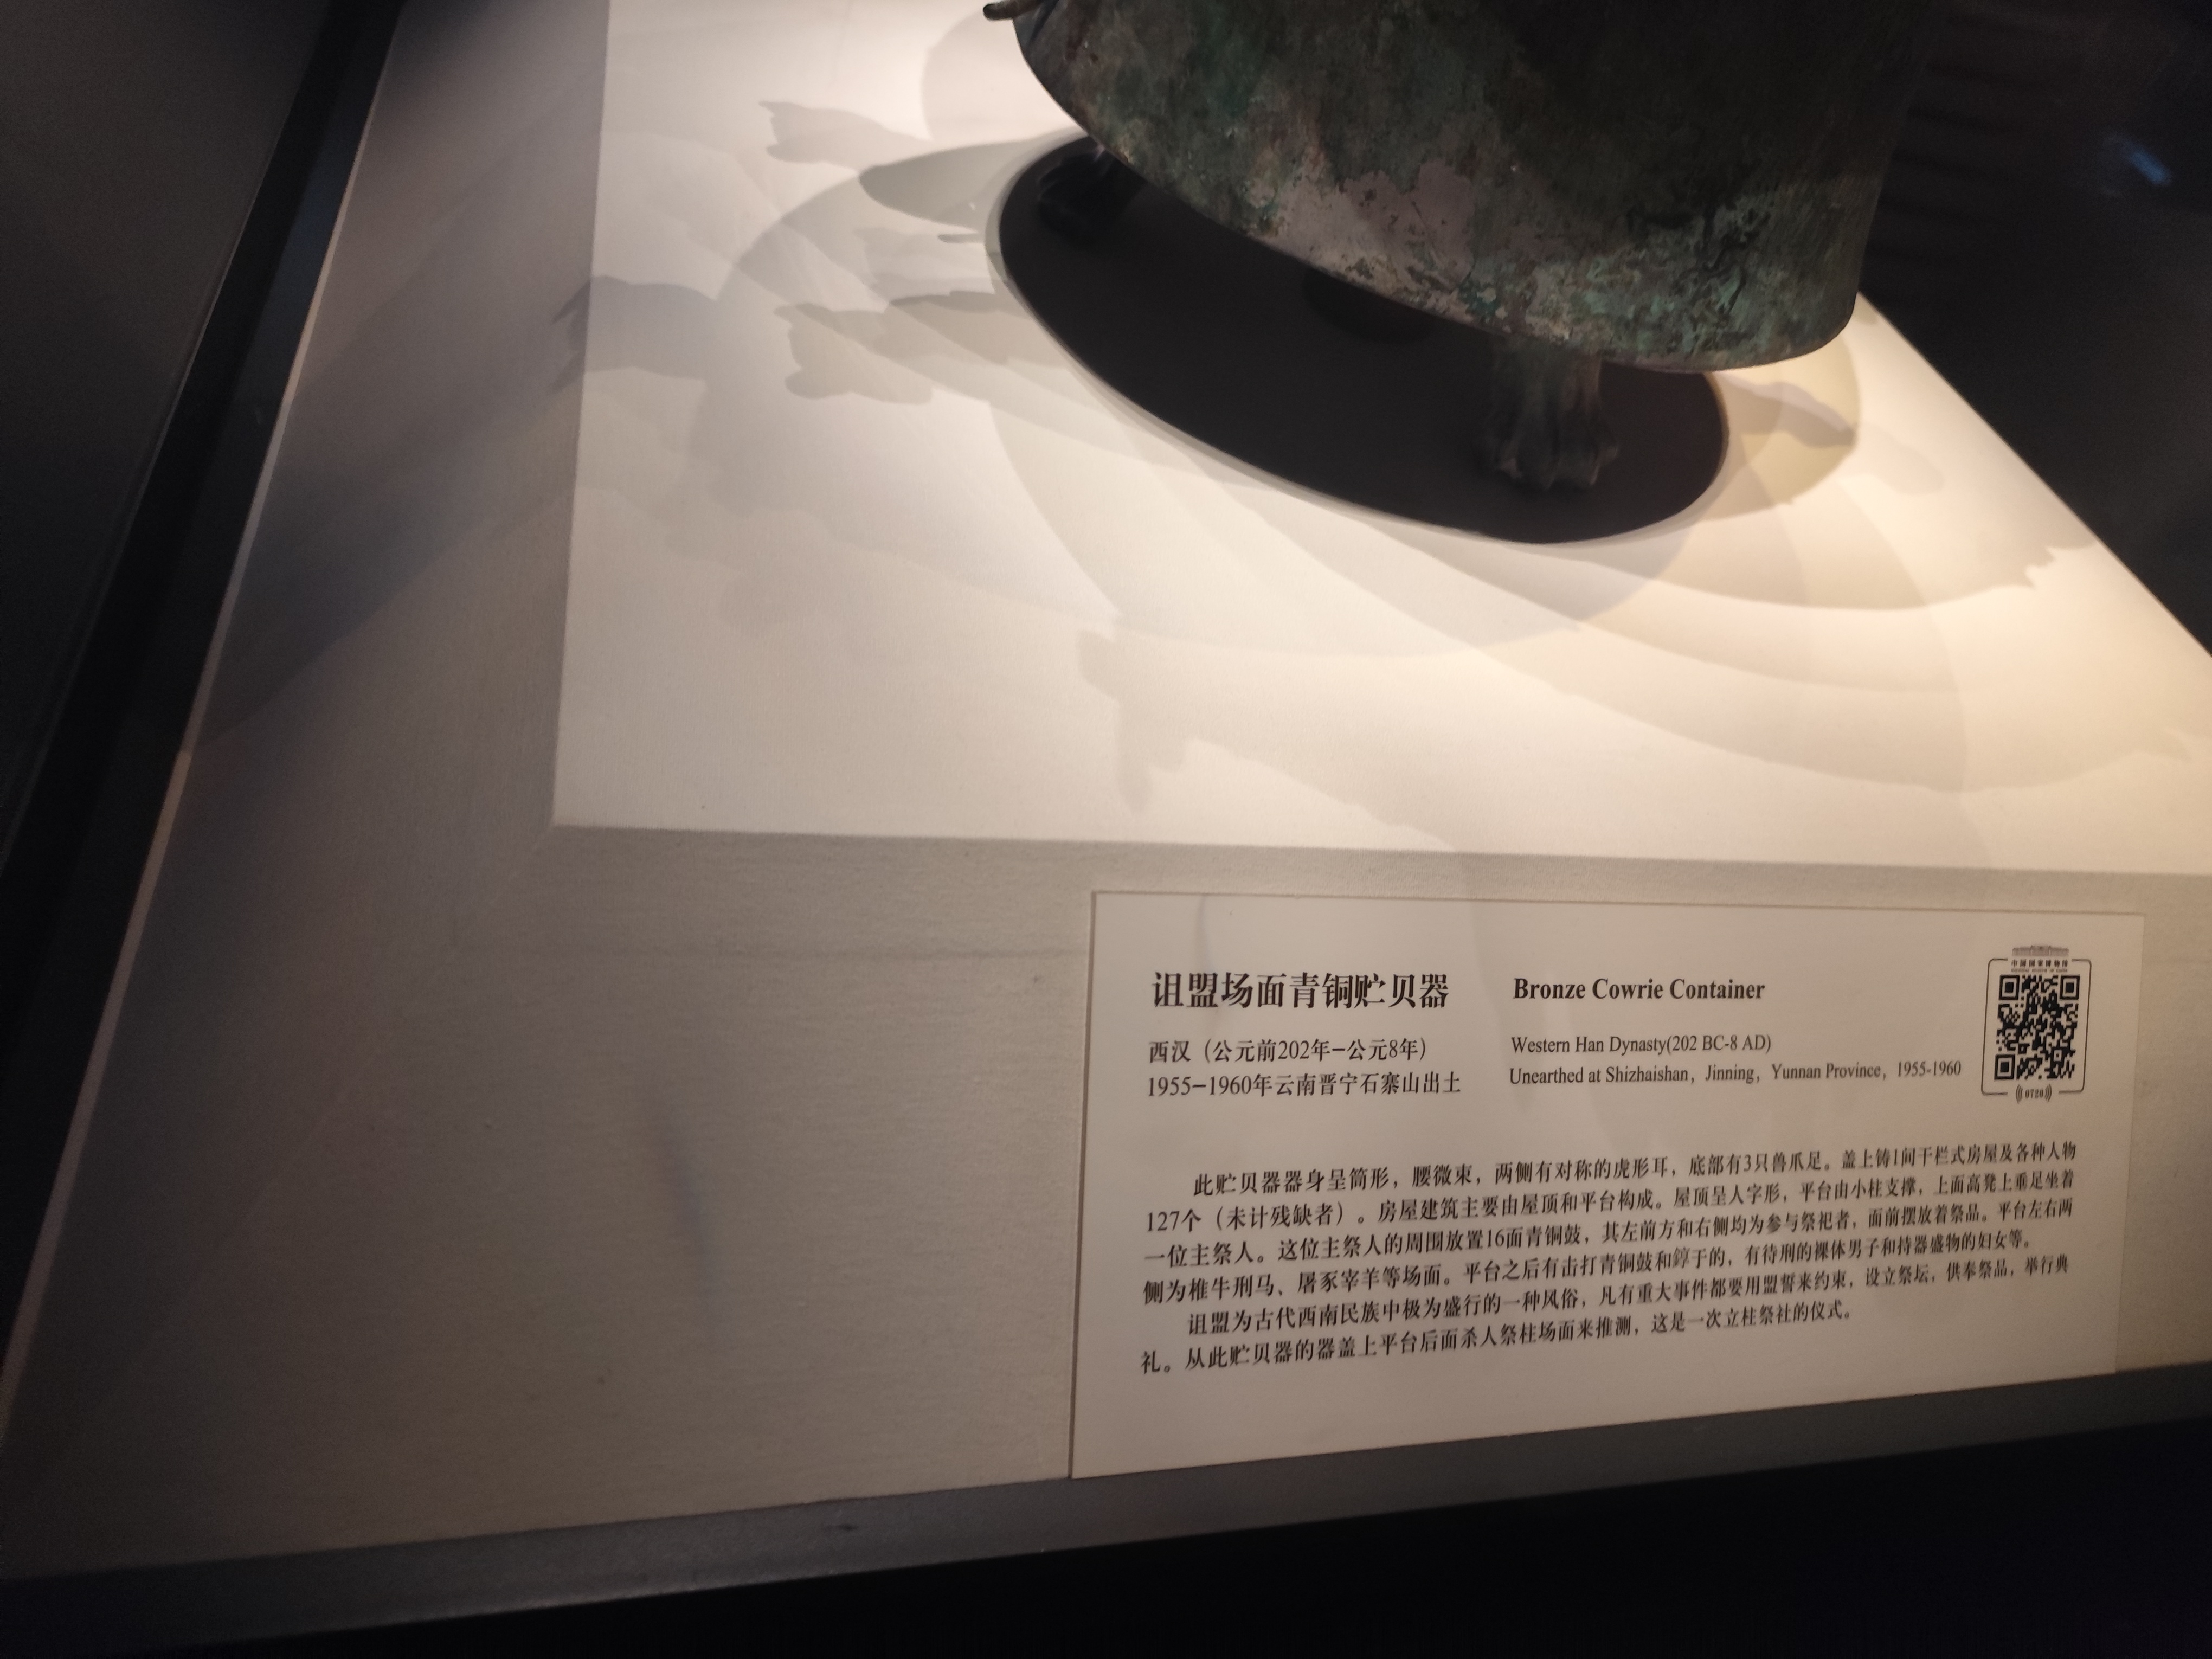 诅盟场面青铜贮贝器
西汉（公元前202年–公元8年）
1955–1960年云南晋宁石寨山出土
Bronze Cowrie Container
Western Han Dynasty(202 BC-8 AD)
Unearthed at Shizhaishan, Jinning, Yunnan Province, 1955-1960
中国国家博物馆
0720
此贮贝器器身呈筒形，腰微束，两侧有对称的虎形耳，底部有3只兽爪足。盖上铸1间干栏式房屋及各种人物
127个（未计残缺者）。房屋建筑主要由屋顶和平台构成。屋顶呈人字形，平台由小柱支撑，上面高凳上垂足坐着
一位主祭人。这位主祭人的周围放置16面青铜鼓，其左前方和右侧均为参与祭祀者，面前摆放着祭品。平台左右两
侧为椎牛刑马、屠豕宰羊等场面。平台之后有击打青铜鼓和錞于的，有待刑的裸体男子和持器盛物的妇女等。
诅盟为古代西南民族中极为盛行的一种风俗，凡有重大事件都要用盟誓来约束，设立祭坛，供奉祭品，举行典
礼。从此贮贝器的器盖上平台后面杀人祭柱场面来推测，这是一次立柱祭社的仪式。